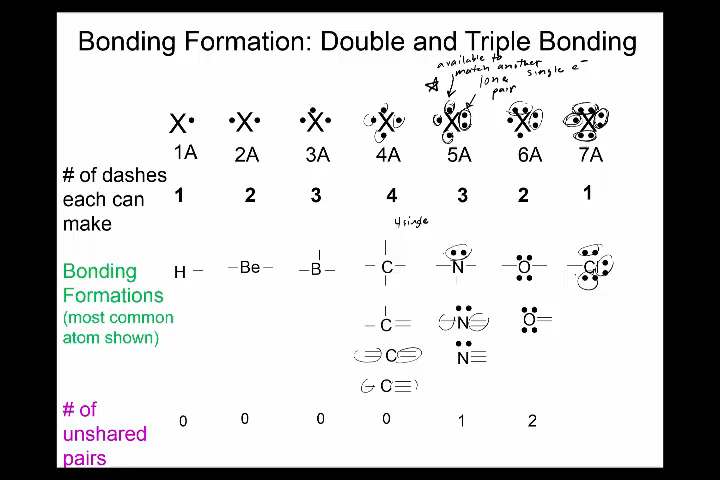 Bonding Formation: Double and Triple Bonding
available to
match another
single e⁻
lone
pair
X X X X X X X
1A 2A 3A 4A 5A 6A 7A
# of dashes
each can
make
1 2 3 4 3 2 1
4 single
Bonding
Formations
(most common
atom shown)
H – –Be– –B– –C– –N– –O– Cl
–C= –N= O=
=C= N≡
–C≡
# of
unshared
pairs
0 0 0 0 1 2